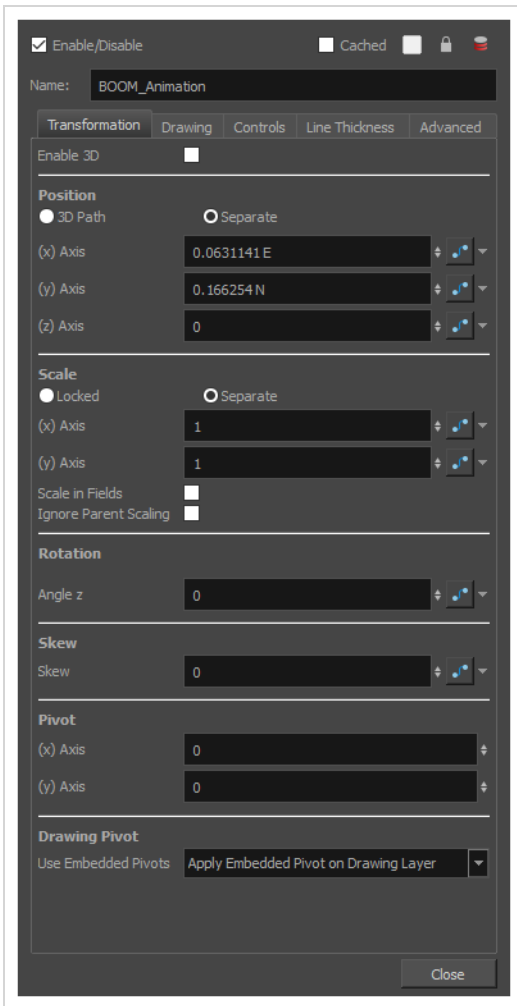 Enable/Disable Cached
Name: BOOM_Animation
Transformation Drawing Controls Line Thickness Advanced
Enable 3D
Position
3D Path Separate
(x) Axis 0.0631141 E
(y) Axis 0.166254 N
(z) Axis 0
Scale
Locked Separate
(x) Axis 1
(y) Axis 1
Scale in Fields
Ignore Parent Scaling
Rotation
Angle z 0
Skew
Skew 0
Pivot
(x) Axis 0
(y) Axis 0
Drawing Pivot
Use Embedded Pivots Apply Embedded Pivot on Drawing Layer
Close